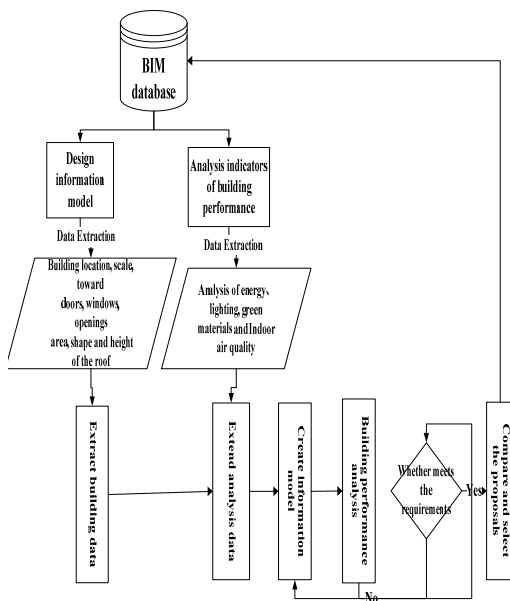 BIM
database
Design
information
model
Analysis indicators
of building
performance
Data Extraction
Data Extraction
Building location, scale,
toward
doors, windows,
openings
area, shape and height
of the roof
Analysis of energy、
lighting, green
materials and Indoor
air quality
Extract building data
Extend analysis data
Create information
model
Building performance
analysis
Whether meets
the
requirements
Yes
No
Compare and select
the proposals